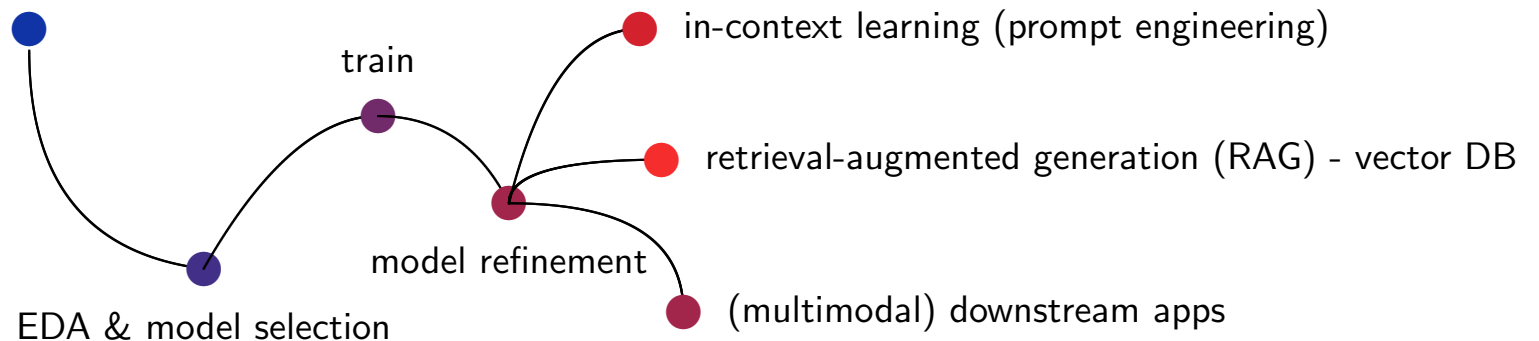 in-context learning (prompt engineering)
train
retrieval-augmented generation (RAG) - vector DB
model refinement
(multimodal) downstream apps
EDA & model selection